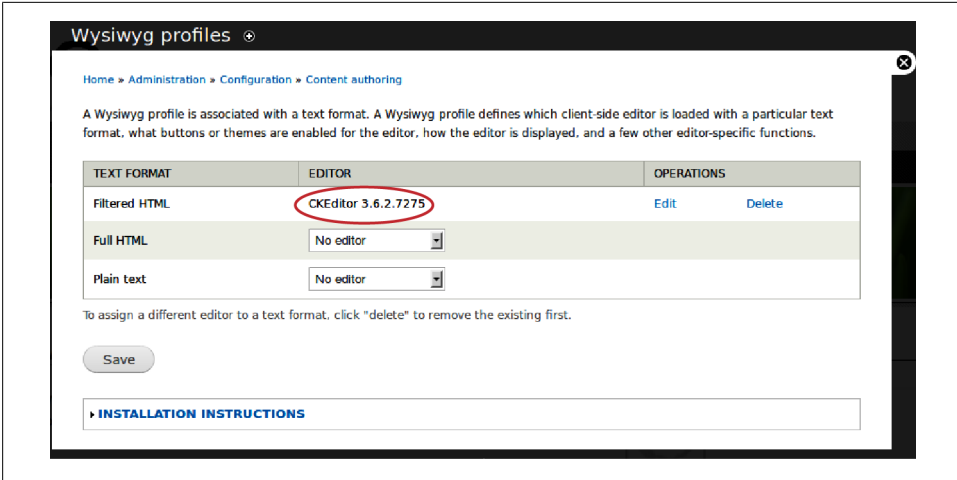 Wysiwyg profiles
Home » Administration » Configuration » Content authoring
A Wysiwyg profile is associated with a text format. A Wysiwyg profile defines which client-side editor is loaded with a particular text
format, what buttons or themes are enabled for the editor, how the editor is displayed, and a few other editor-specific functions.
TEXT FORMAT EDITOR OPERATIONS
Filtered HTML CKEditor 3.6.2.7275 Edit Delete
Full HTML No editor
Plain text No editor
To assign a different editor to a text format, click "delete" to remove the existing first.
Save
INSTALLATION INSTRUCTIONS